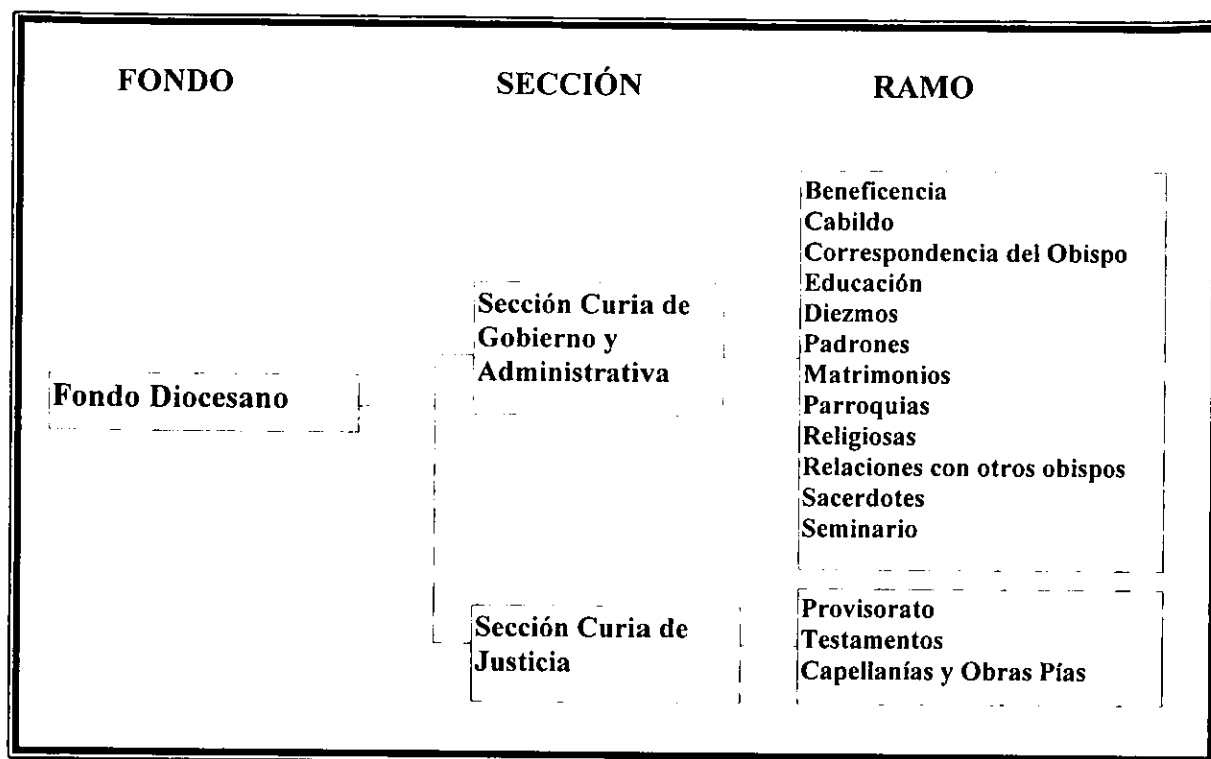 FONDO SECCIÓN RAMO
Fondo Diocesano
Sección Curia de
Gobierno y
Administrativa
Beneficencia
Cabildo
Correspondencia del Obispo
Educación
Diezmos
Padrones
Matrimonios
Parroquias
Religiosas
Relaciones con otros obispos
Sacerdotes
Seminario
Sección Curia de
Justicia
Provisorato
Testamentos
Capellanías y Obras Pías